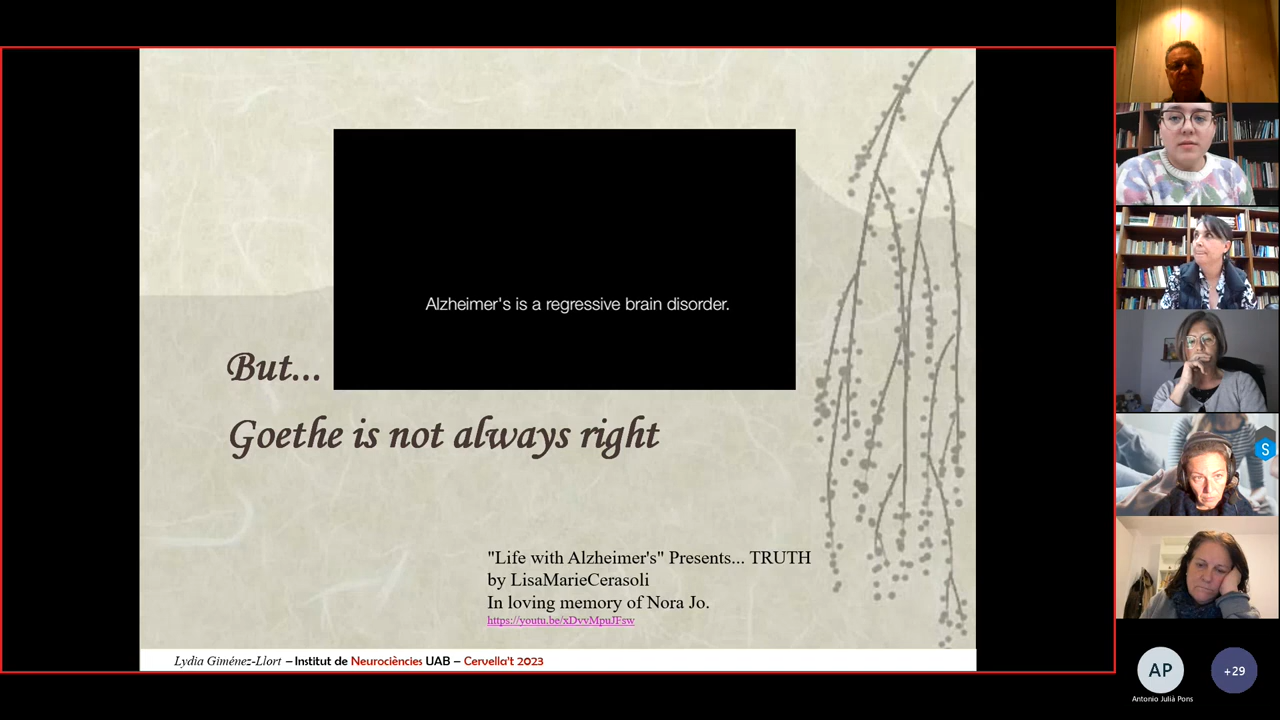 Alzheimer's is a regressive brain disorder.
But...
Goethe is not always right
"Life with Alzheimer's" Presents... TRUTH
by LisaMarieCerasoli
In loving memory of Nora Jo.
https://youtu.be/xDvvMpuJFsw
Lydia Giménez-Llort – Institut de Neurociències UAB – Cervella't 2023
S
AP
+29
Antonio Julià Pons